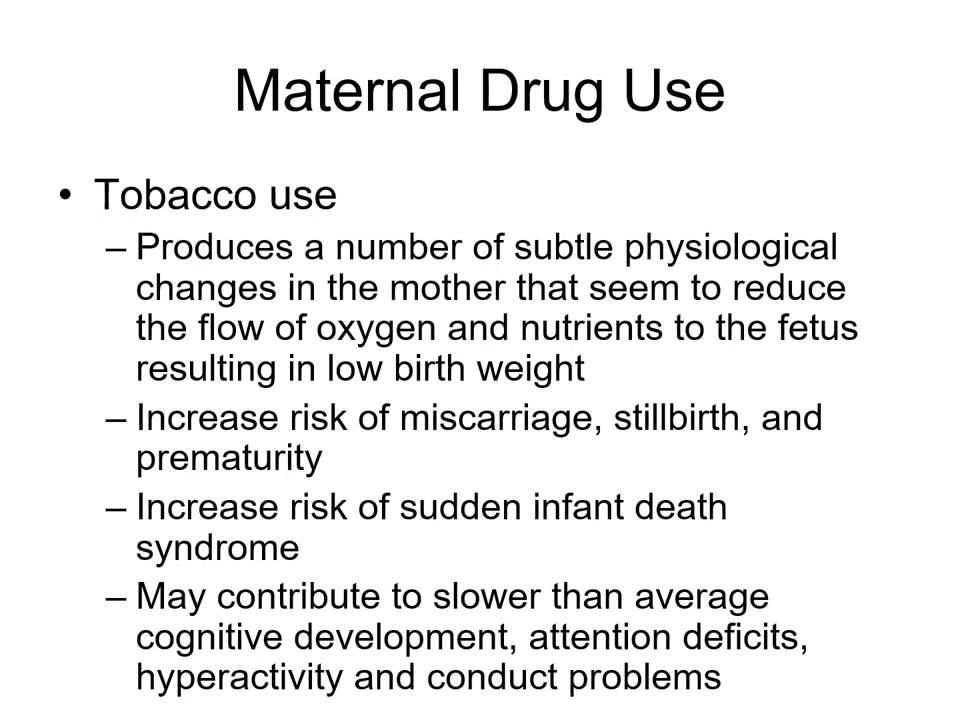 Maternal Drug Use
• Tobacco use
– Produces a number of subtle physiological
changes in the mother that seem to reduce
the flow of oxygen and nutrients to the fetus
resulting in low birth weight
– Increase risk of miscarriage, stillbirth, and
prematurity
– Increase risk of sudden infant death
syndrome
– May contribute to slower than average
cognitive development, attention deficits,
hyperactivity and conduct problems